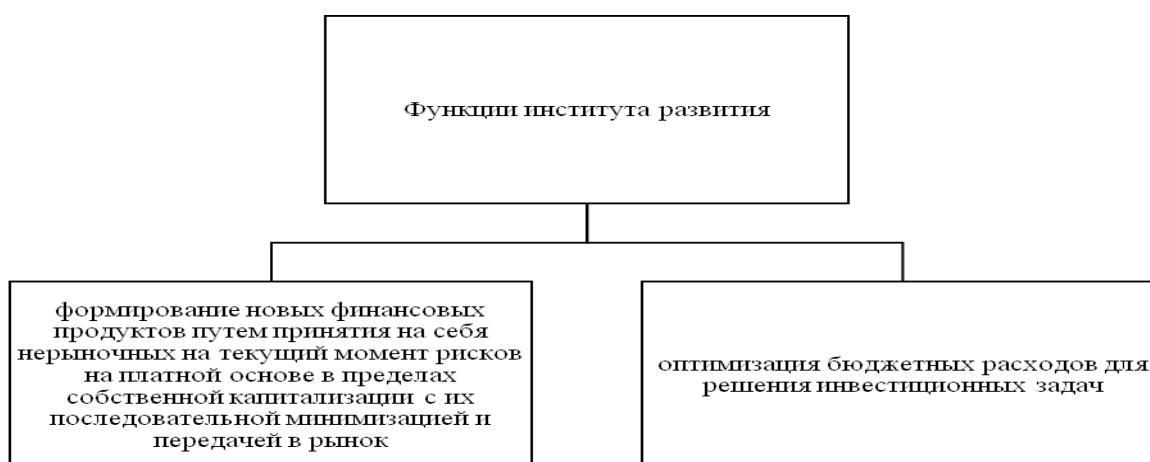 Функции института развития
формирование новых финансовых
продуктов путем принятия на себя
нерыночных на текущий момент рисков
на платной основе в пределах
собственной капитализации с их
последовательной минимизацией и
передачей в рынок
оптимизация бюджетных расходов для
решения инвестиционных задач